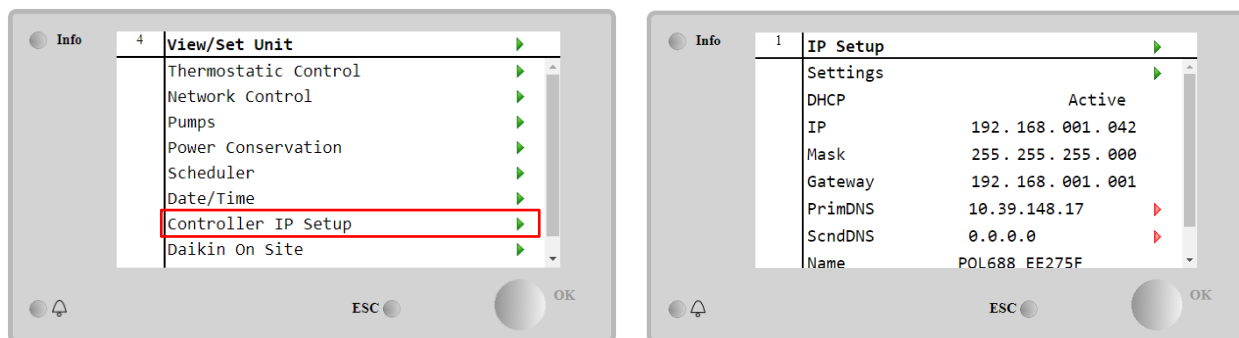 Info
4
View/Set Unit
Thermostatic Control
Network Control
Pumps
Power Conservation
Scheduler
Date/Time
Controller IP Setup
Daikin On Site
ESC
OK
Info
1
IP Setup
Settings
DHCP Active
IP 192.168.001.042
Mask 255.255.255.000
Gateway 192.168.001.001
PrimDNS 10.39.148.17
ScndDNS 0.0.0.0
Name POL688_EE275F
ESC
OK